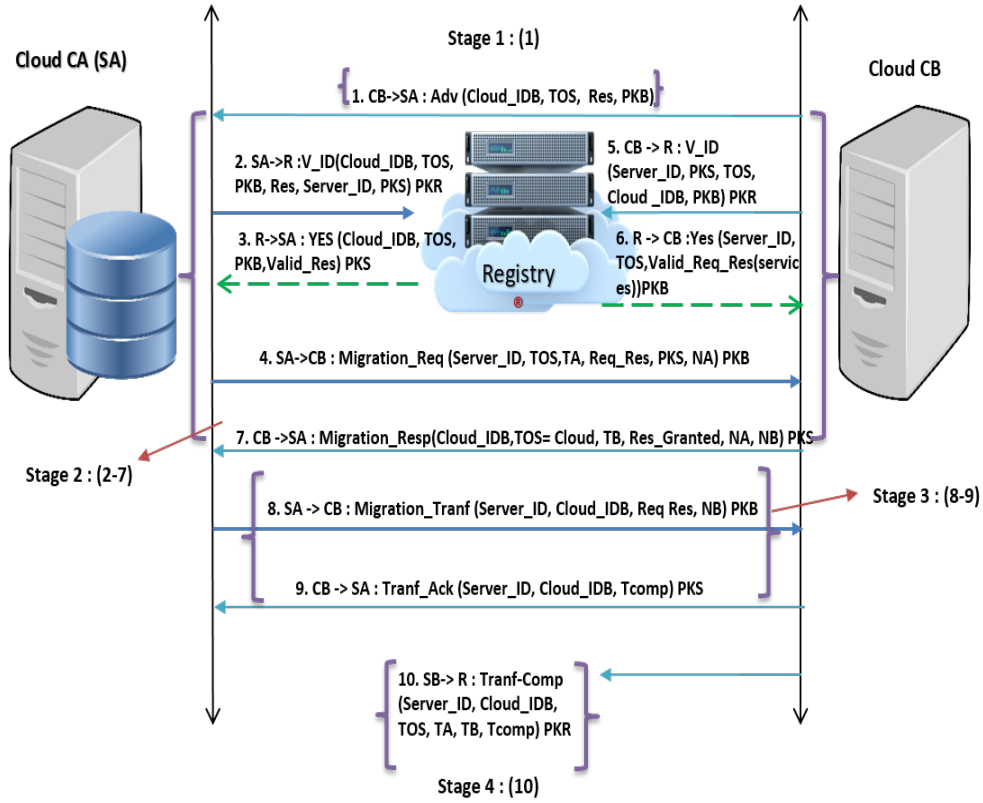 Stage 1 : (1)
Cloud CA (SA)
Cloud CB
1. CB->SA : Adv (Cloud_IDB, TOS, Res, PKB)
2. SA->R :V_ID(Cloud_IDB, TOS,
PKB, Res, Server_ID, PKS) PKR
5. CB -> R : V_ID
(Server_ID, PKS, TOS,
Cloud _IDB, PKB) PKR
3. R->SA : YES (Cloud_IDB, TOS,
PKB,Valid_Res) PKS
6. R -> CB :Yes (Server_ID,
TOS,Valid_Req_Res(servic
es))PKB
Registry
®
4. SA->CB : Migration_Req (Server_ID, TOS,TA, Req_Res, PKS, NA) PKB
7. CB ->SA : Migration_Resp(Cloud_IDB,TOS= Cloud, TB, Res_Granted, NA, NB) PKS
Stage 2 : (2-7)
8. SA -> CB : Migration_Tranf (Server_ID, Cloud_IDB, Req Res, NB) PKB
Stage 3 : (8-9)
9. CB -> SA : Tranf_Ack (Server_ID, Cloud_IDB, Tcomp) PKS
10. SB-> R : Tranf-Comp
(Server_ID, Cloud_IDB,
TOS, TA, TB, Tcomp) PKR
Stage 4 : (10)